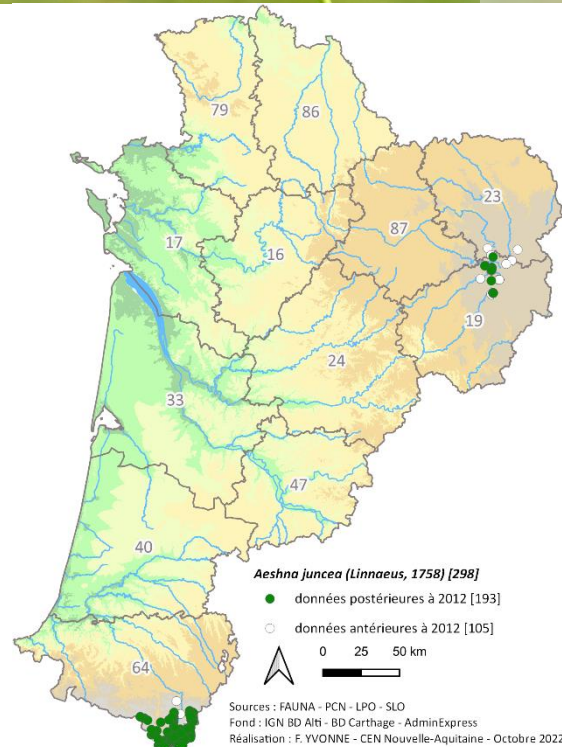 79
86
23
87
17
16
19
24
33
47
40
64
Aeshna juncea (Linnaeus, 1758) [298]
données postérieures à 2012 [193]
données antérieures à 2012 [105]
0 25 50 km
Sources : FAUNA - PCN - LPO - SLO
Fond : IGN BD Alti - BD Carthage - AdminExpress
Réalisation : F. YVONNE - CEN Nouvelle-Aquitaine - Octobre 2022